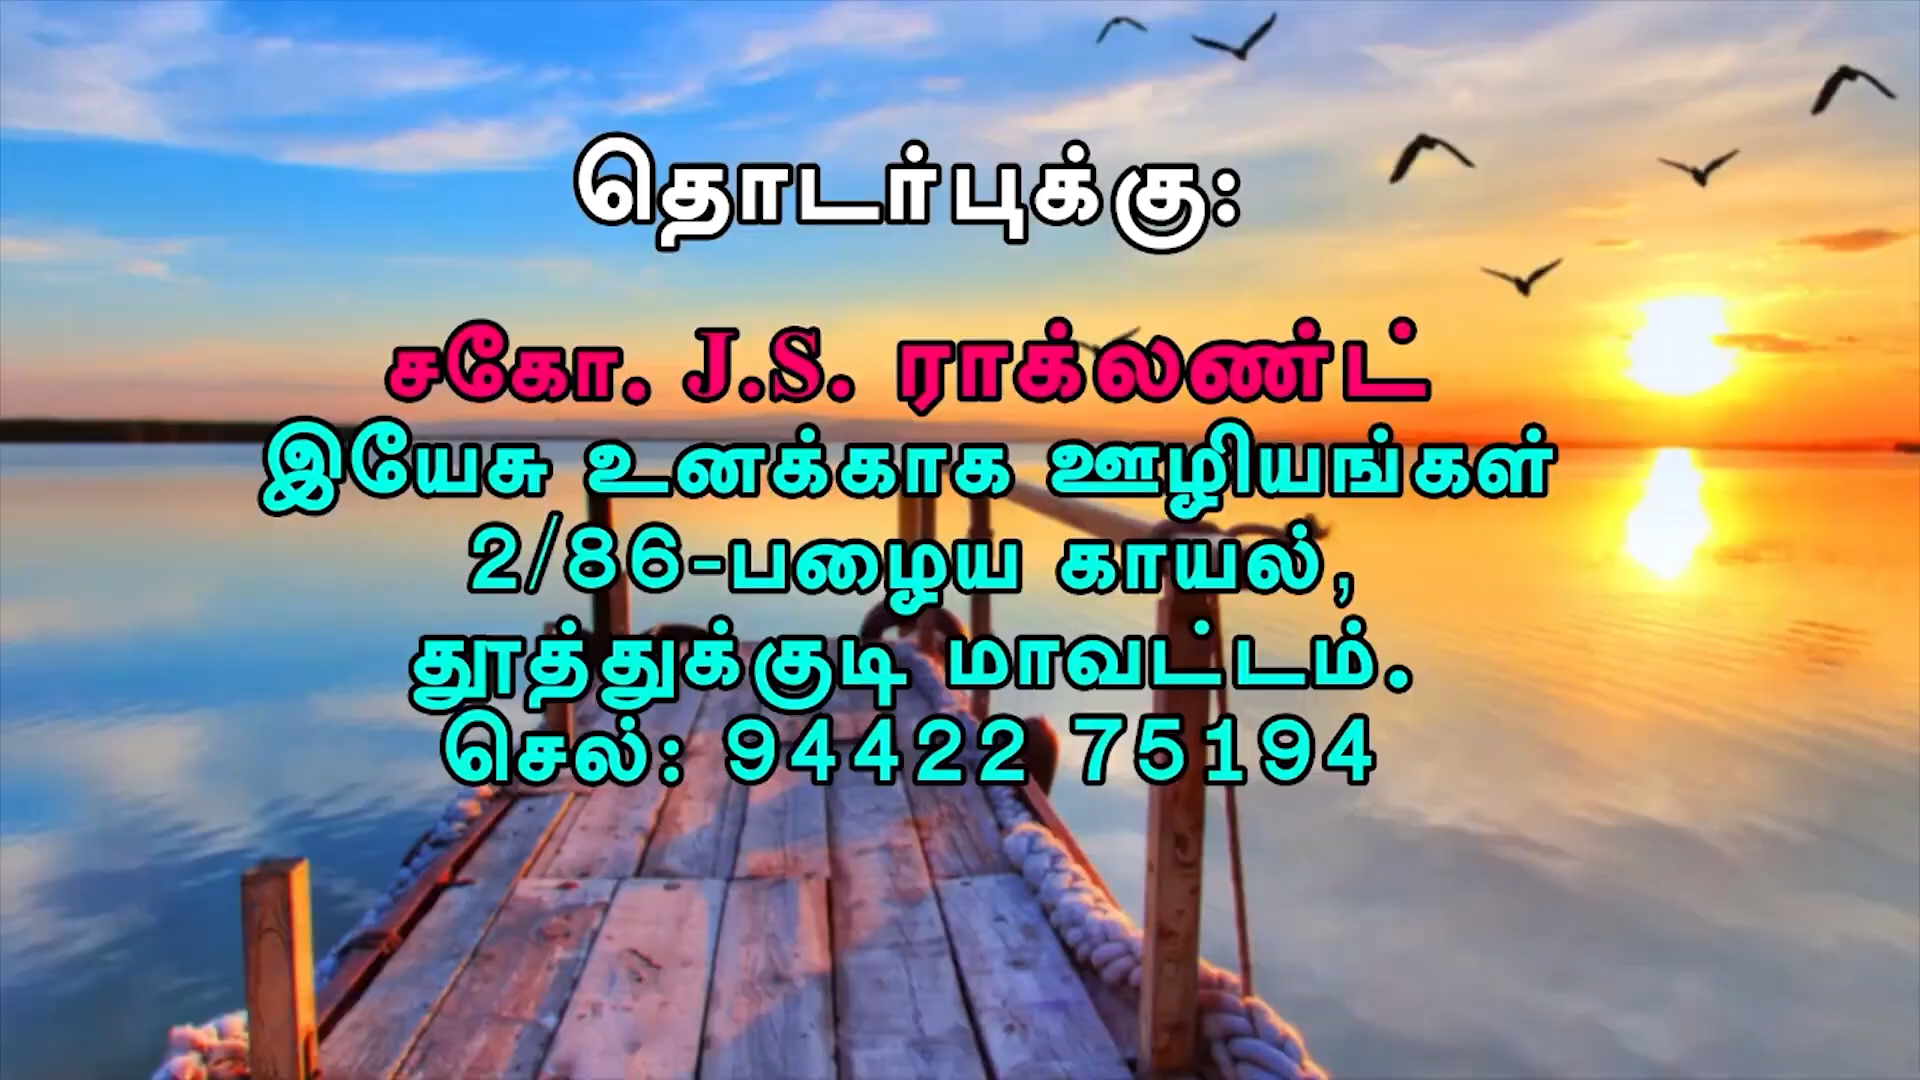 தொடர்புக்கு:
சகோ. J.S. ராக்லண்ட்
இயேசு உனக்காக ஊழியங்கள்
2/86-பழைய காயல்,
தூத்துக்குடி மாவட்டம்.
செல்: 94422 75194